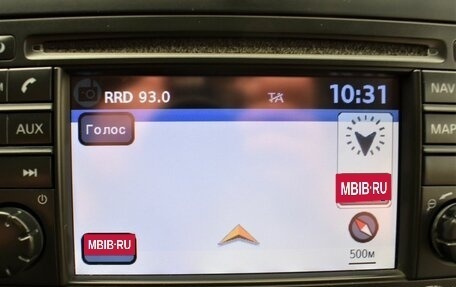 RRD 93.0
TA
10:31
NAV
AUX
Голос
MAP
MBIB·RU
MBIB·RU
500м